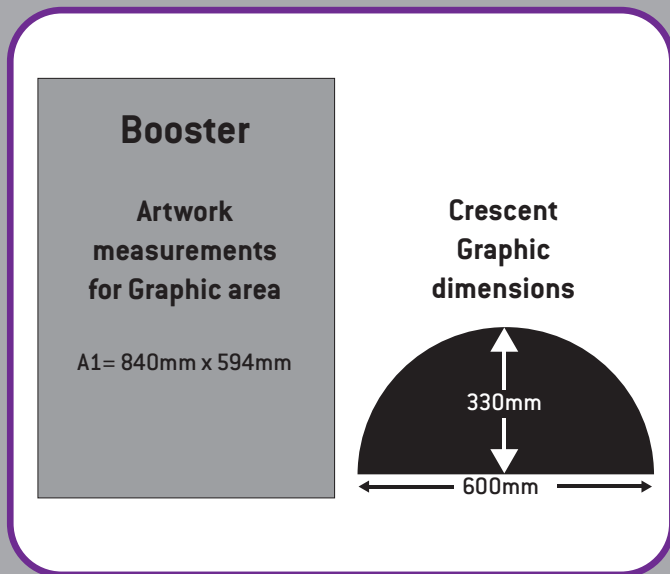 Booster
Artwork
measurements
for Graphic area
A1= 840mm x 594mm
Crescent
Graphic
dimensions
330mm
600mm